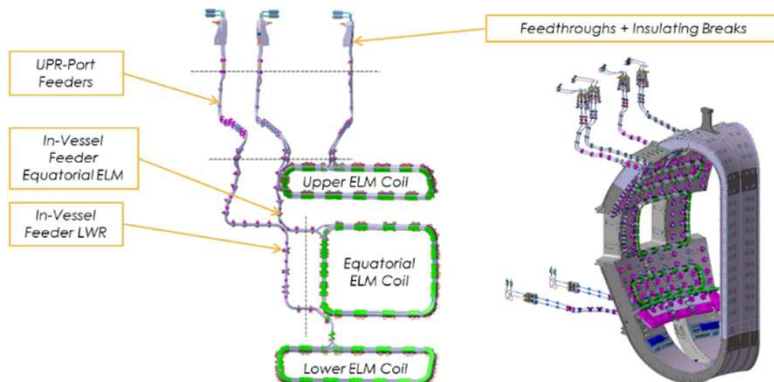 Feedthroughs + Insulating Breaks
UPR-Port
Feeders
In-Vessel
Feeder
Equatorial ELM
In-Vessel
Feeder LWR
Upper ELM Coil
Equatorial
ELM Coil
Lower ELM Coil